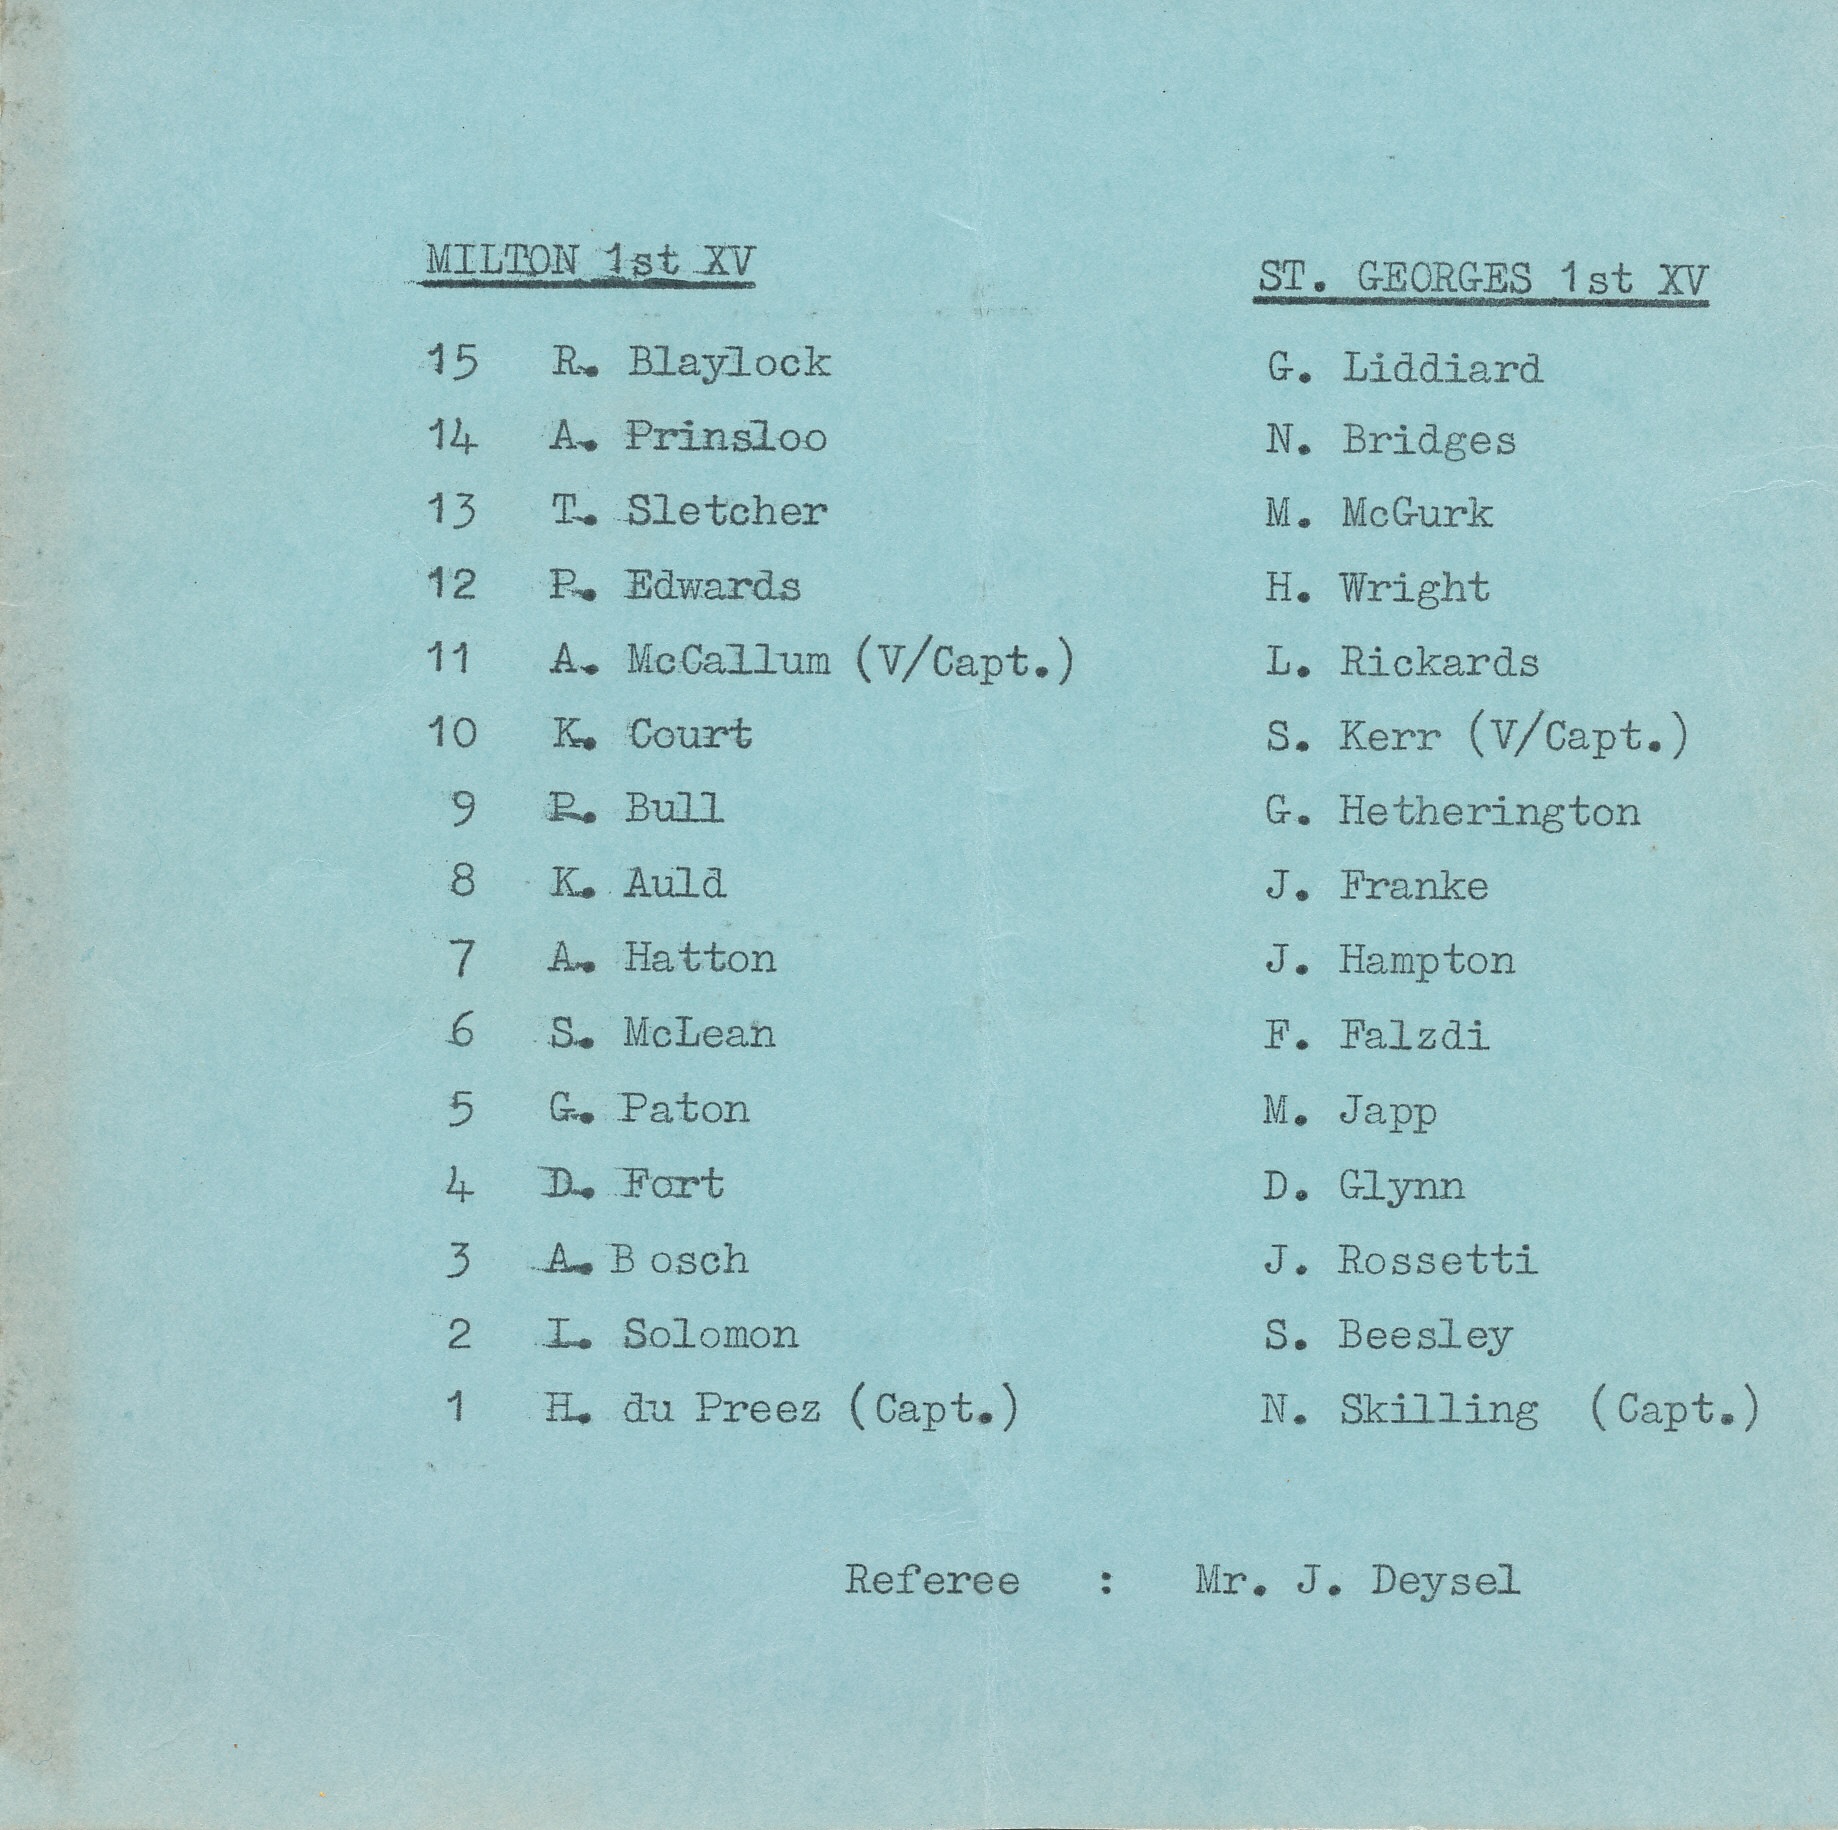 MILTON 1st XV    ST. GEORGES 1st XV
15 R. Blaylock    G. Liddiard
14 A. Prinsloo    N. Bridges
13 T. Sletcher    M. McGurk
12 P. Edwards    H. Wright
11 A. McCallum (V/Capt.)    L. Rickards
10 K. Court    S. Kerr (V/Capt.)
9 P. Bull    G. Hetherington
8 K. Auld    J. Franke
7 A. Hatton    J. Hampton
6 S. McLean    F. Falzdi
5 G. Paton    M. Japp
4 D. Fort    D. Glynn
3 A. B osch    J. Rossetti
2 I. Solomon    S. Beesley
1 H. du Preez (Capt.)    N. Skilling (Capt.)
Referee : Mr. J. Deysel